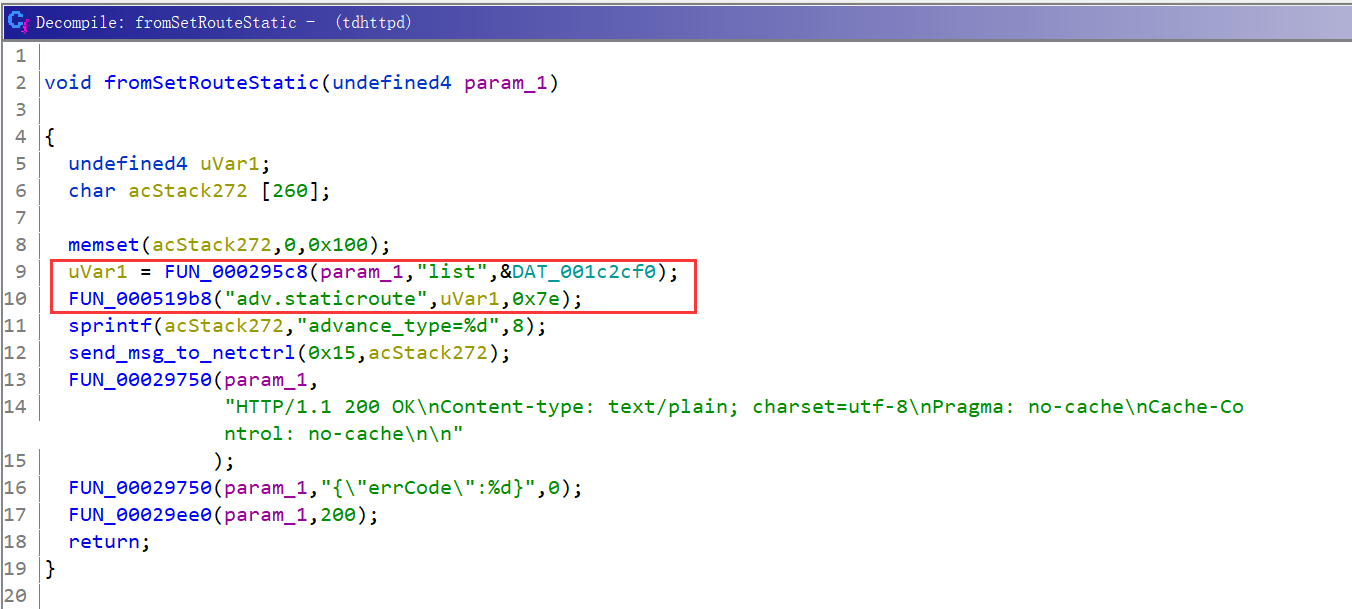 Decompile: fromSetRouteStatic - (tdhttpd)
1
2 void fromSetRouteStatic(undefined4 param_1)
3
4 {
5 undefined4 uVar1;
6 char acStack272 [260];
7
8 memset(acStack272,0,0x100);
9 uVar1 = FUN_000295c8(param_1,"list",&DAT_001c2cf0);
10 FUN_000519b8("adv.staticroute",uVar1,0x7e);
11 sprintf(acStack272,"advance_type=%d",8);
12 send_msg_to_netctrl(0x15,acStack272);
13 FUN_00029750(param_1,
14 "HTTP/1.1 200 OK\nContent-type: text/plain; charset=utf-8\nPragma: no-cache\nCache-Co
ntrol: no-cache\n\n"
15 );
16 FUN_00029750(param_1,"{\"errCode\":%d}",0);
17 FUN_00029ee0(param_1,200);
18 return;
19 }
20